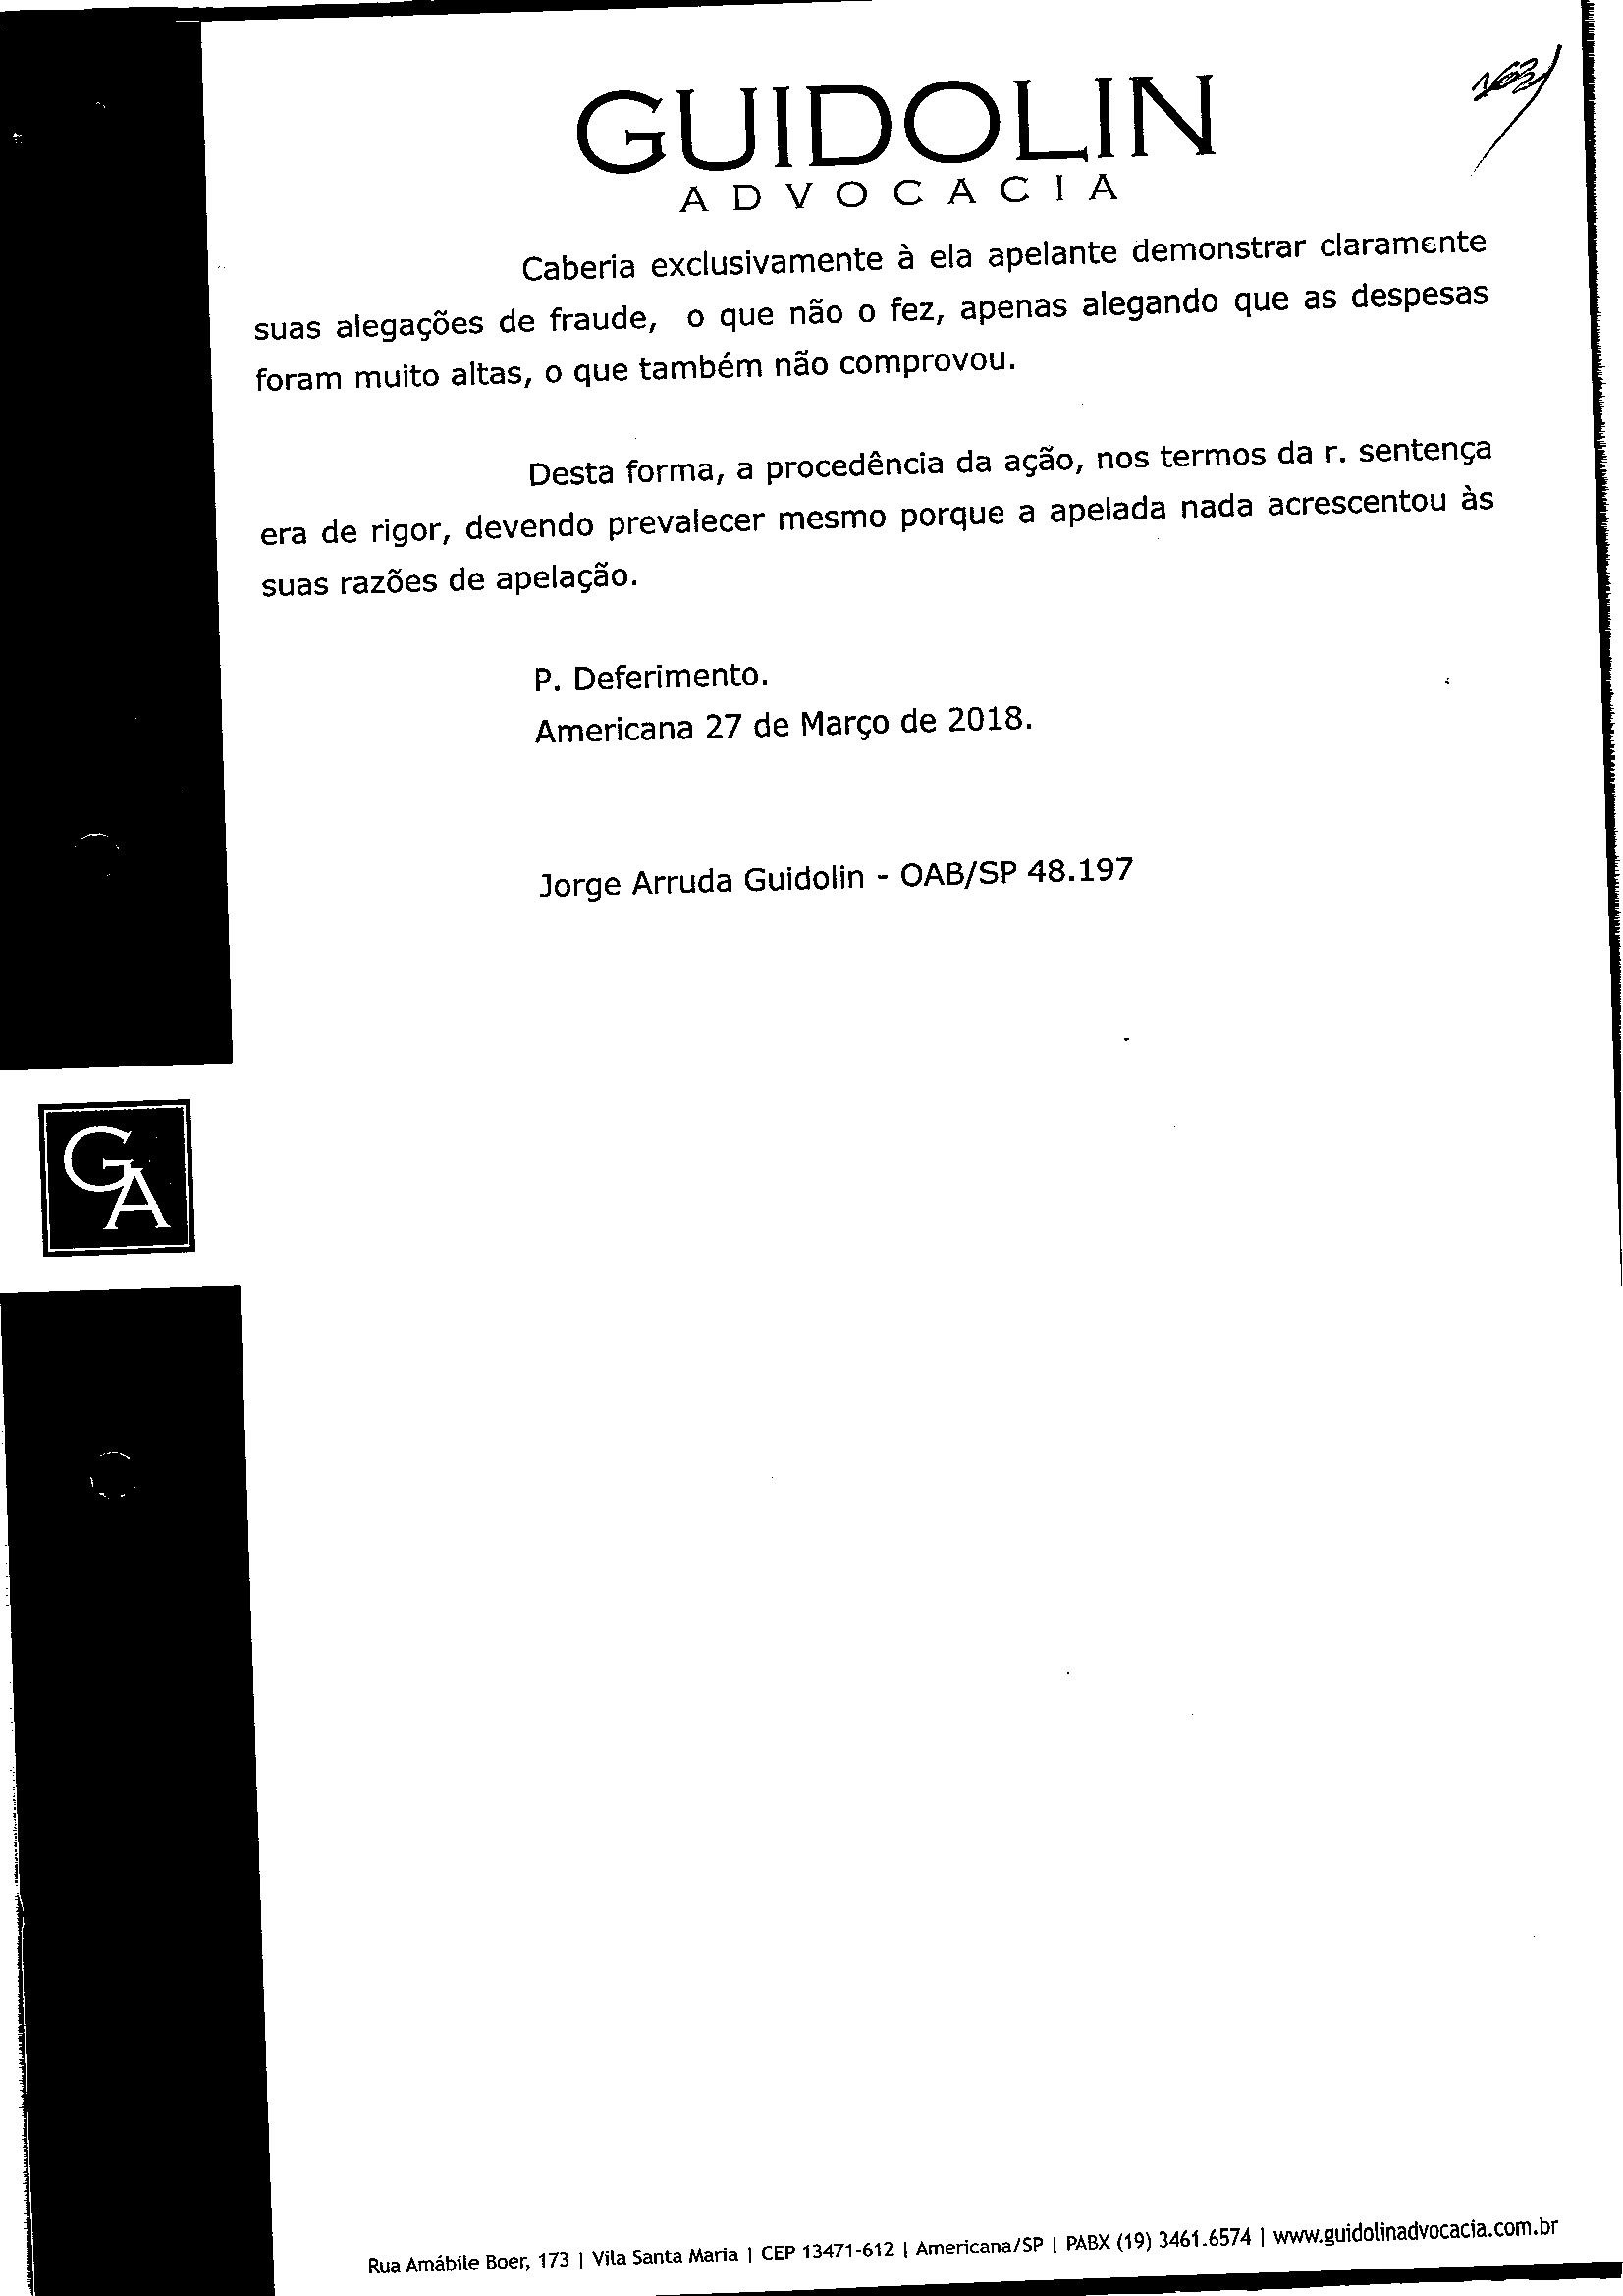 163
GUIDOLIN
ADVOCACIA
Caberia exclusivamente à ela apelante demonstrar claramente
suas alegações de fraude, o que não o fez, apenas alegando que as despesas
foram muito altas, o que também não comprovou.
Desta forma, a procedência da ação, nos termos da r. sentença
era de rigor, devendo prevalecer mesmo porque a apelada nada acrescentou às
suas razões de apelação.
P. Deferimento.
Americana 27 de Março de 2018.
Jorge Arruda Guidolin - OAB/SP 48.197
GA
Rua Amábile Boer, 173 | Vila Santa Maria | CEP 13471-612 | Americana/SP | PABX (19) 3461.6574 | www.guidolinadvocacia.com.br